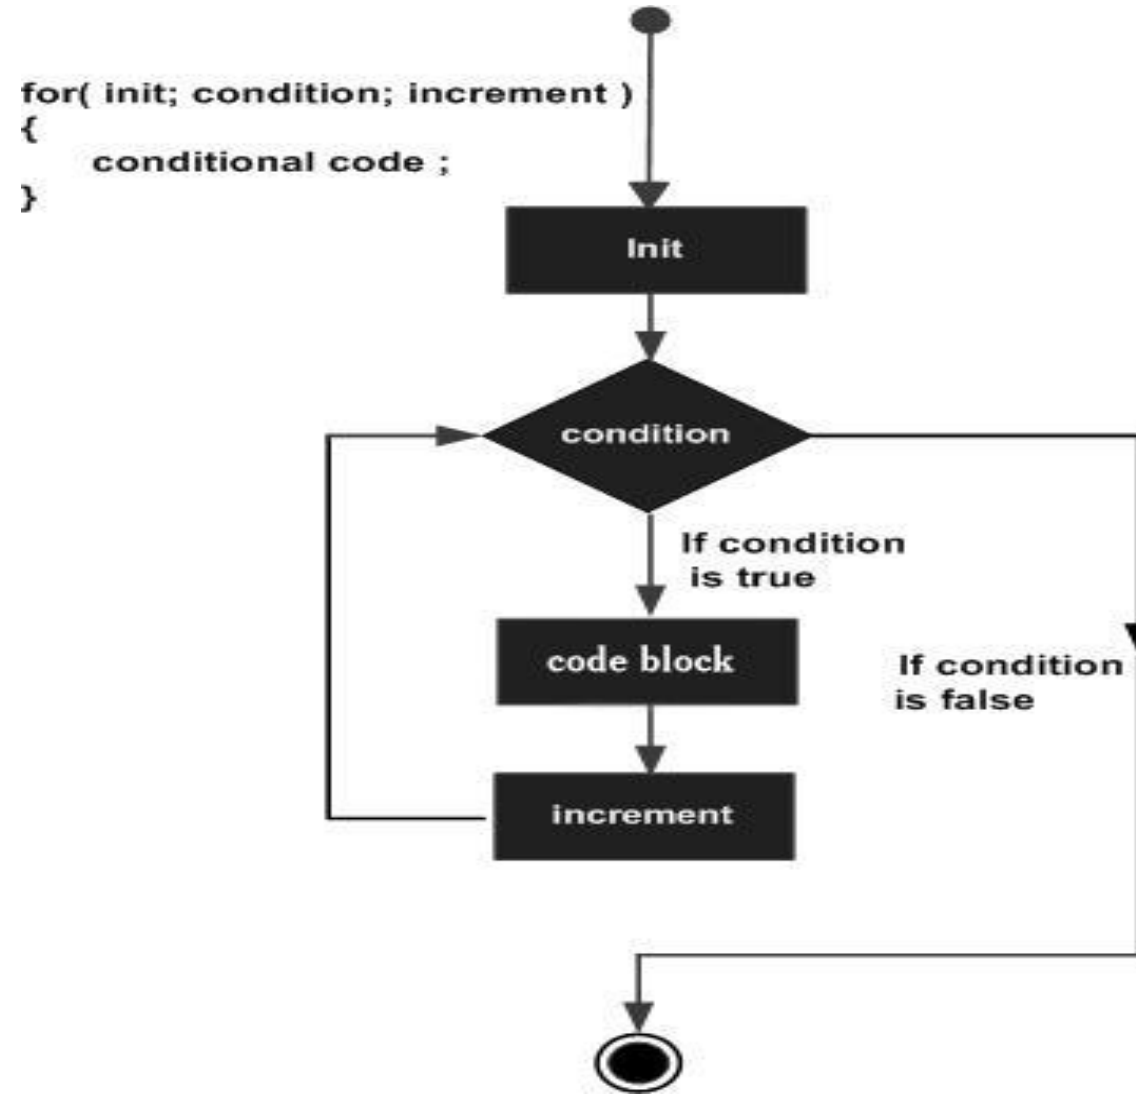 for( init; condition; increment )
{
conditional code ;
}
Init
condition
If condition
is true
code block
If condition
is false
increment